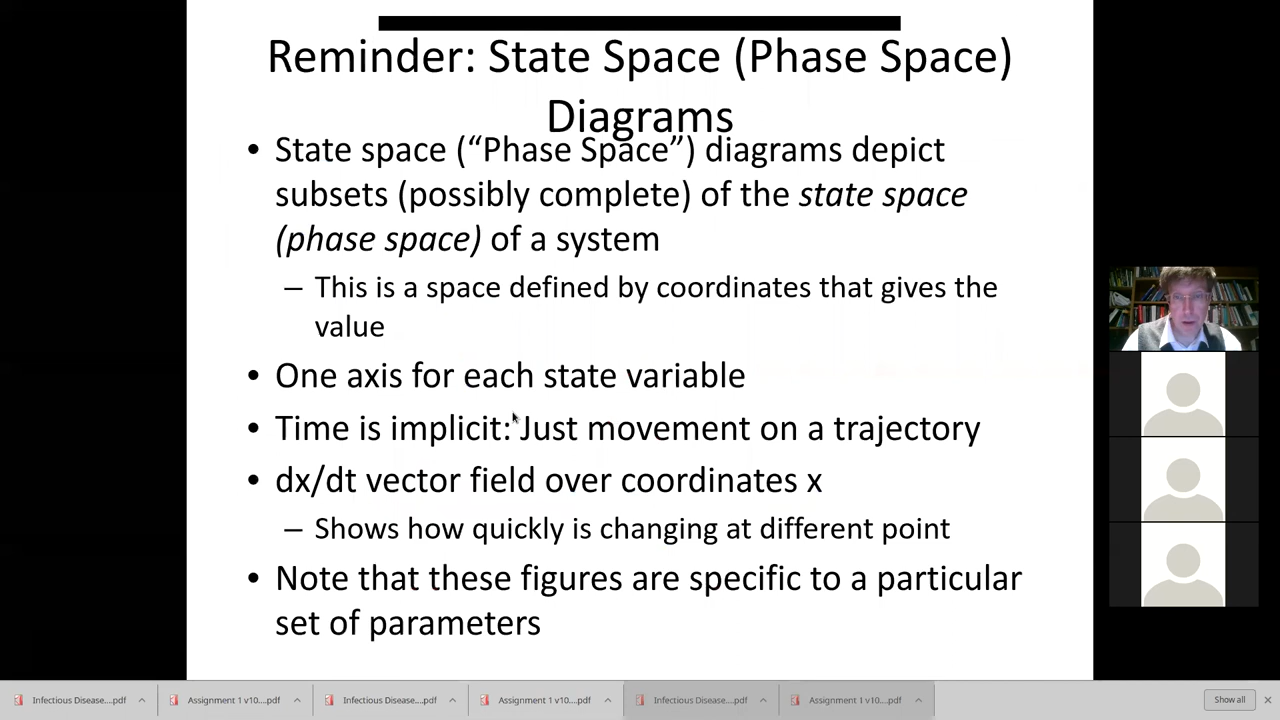 Reminder: State Space (Phase Space)
Diagrams
• State space (“Phase Space”) diagrams depict
subsets (possibly complete) of the state space
(phase space) of a system
– This is a space defined by coordinates that gives the
value
• One axis for each state variable
• Time is implicit: Just movement on a trajectory
• dx/dt vector field over coordinates x
– Shows how quickly is changing at different point
• Note that these figures are specific to a particular
set of parameters
Infectious Disease....pdf
Assignment 1 v10....pdf
Infectious Disease....pdf
Assignment 1 v10....pdf
Infectious Disease....pdf
Assignment 1 v10....pdf
Show all